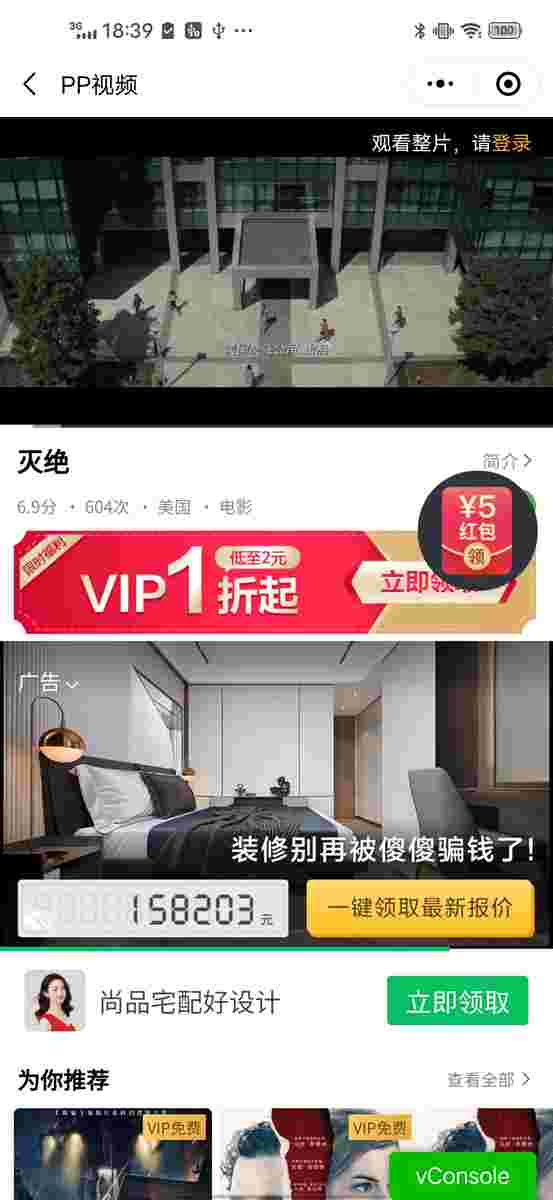 3G 18:39 100
PP视频
观看整片，请登录
灭绝
简介
6.9分 · 604次 · 美国 · 电影
¥5
红包
领
限时福利
VIP1折起
低至2元
立即领
广告
装修别再被傻傻骗钱了!
158203 元
一键领取最新报价
尚品宅配好设计
立即领取
为你推荐
查看全部
VIP免费
VIP免费
vConsole